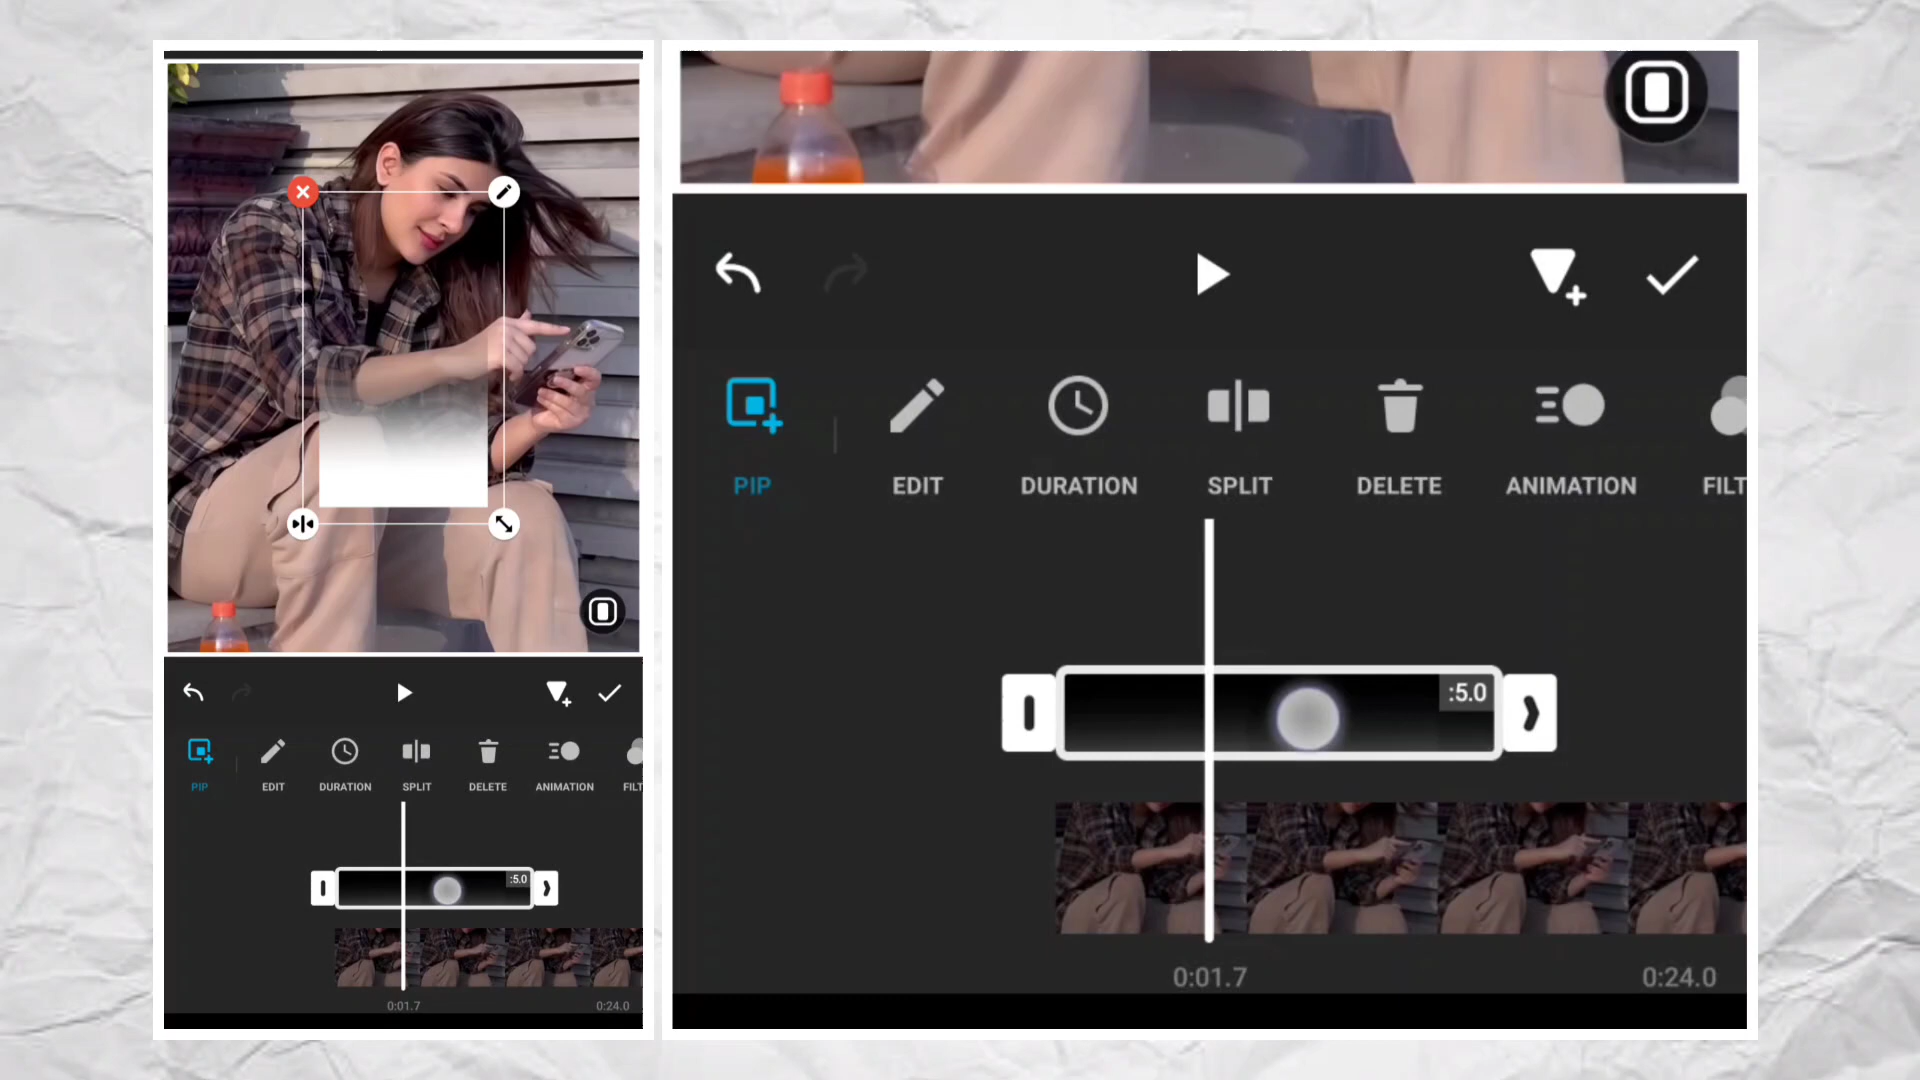 PIP EDIT DURATION SPLIT DELETE ANIMATION FILT
:5.0
0:01.7 0:24.0
PIP EDIT DURATION SPLIT DELETE ANIMATION FILT
:5.0
0:01.7 0:24.0